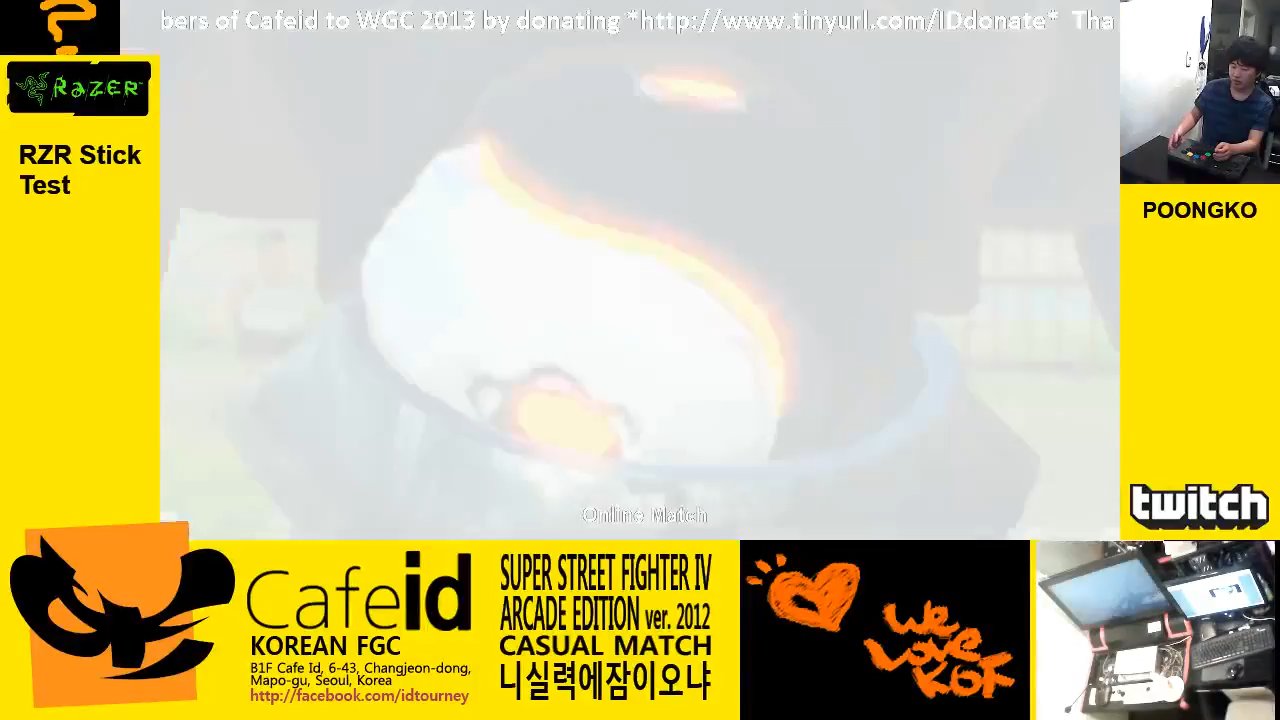 bers of Cafeid to WGC 2013 by donating *http://www.tinyurl.com/IDdonate* Tha
?
RAZER
RZR Stick
Test
POONGKO
Online Match
twitch
Cafeid
KOREAN FGC
B1F Cafe Id, 6-43, Changjeon-dong,
Mapo-gu, Seoul, Korea
http://facebook.com/idtourney
SUPER STREET FIGHTER IV
ARCADE EDITION ver. 2012
CASUAL MATCH
니실력에잠이오냐
We e
Love
KGF